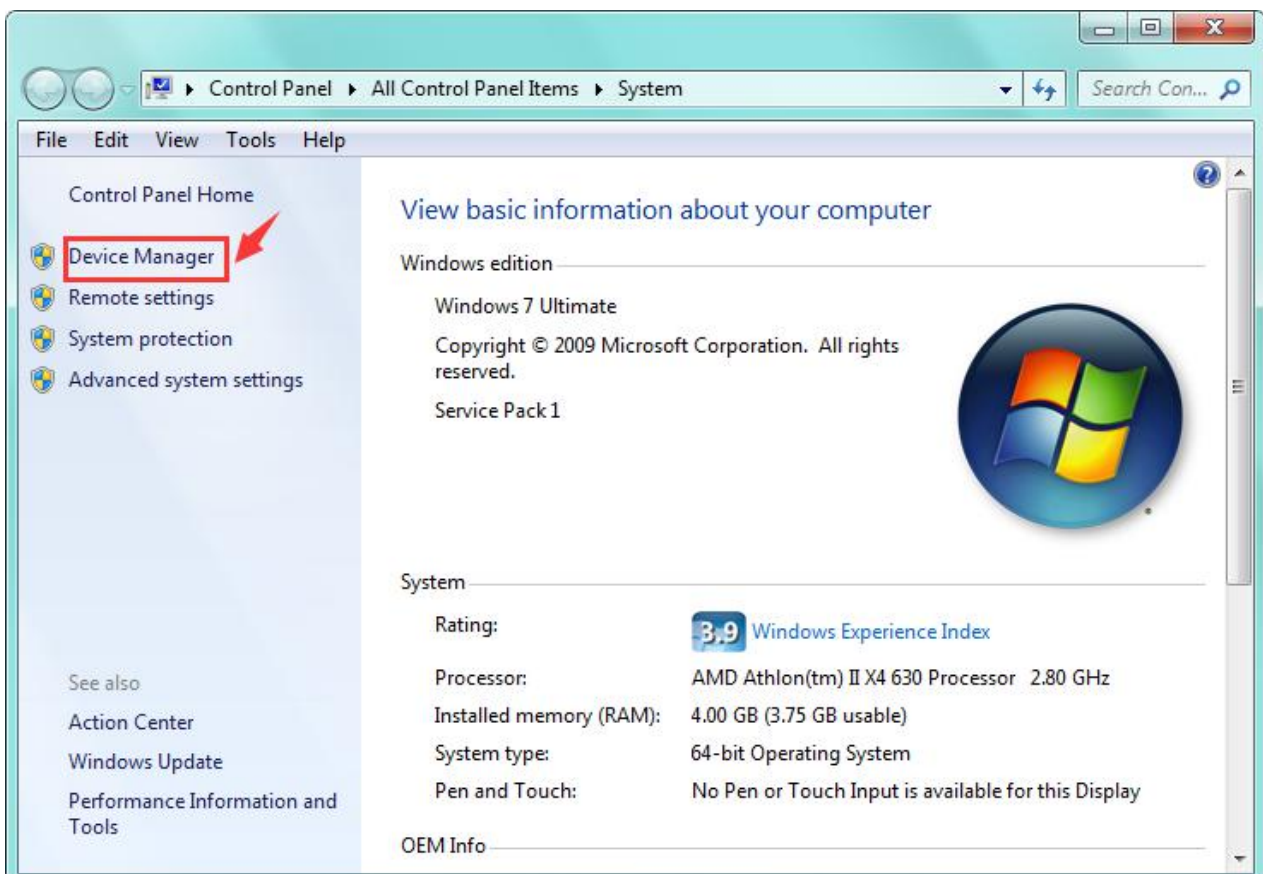 Control Panel All Control Panel Items System
Search Con...
File Edit View Tools Help
Control Panel Home
Device Manager
Remote settings
System protection
Advanced system settings
See also
Action Center
Windows Update
Performance Information and
Tools
View basic information about your computer
Windows edition
Windows 7 Ultimate
Copyright © 2009 Microsoft Corporation. All rights
reserved.
Service Pack 1
System
Rating: 3.9 Windows Experience Index
Processor: AMD Athlon(tm) II X4 630 Processor 2.80 GHz
Installed memory (RAM): 4.00 GB (3.75 GB usable)
System type: 64-bit Operating System
Pen and Touch: No Pen or Touch Input is available for this Display
OEM Info